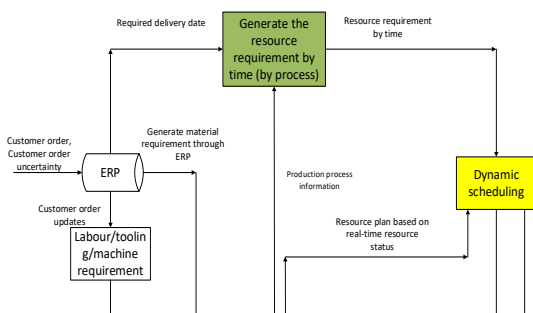 Required delivery date
Generate the
resource
requirement by
time (by process)
Resource requirement
by time
Customer order,
Customer order
uncertainty
ERP
Generate material
requirement through
ERP
Production process
information
Dynamic
scheduling
Customer order
updates
Labour/toolin
g/machine
requirement
Resource plan based on
real-time resource
status